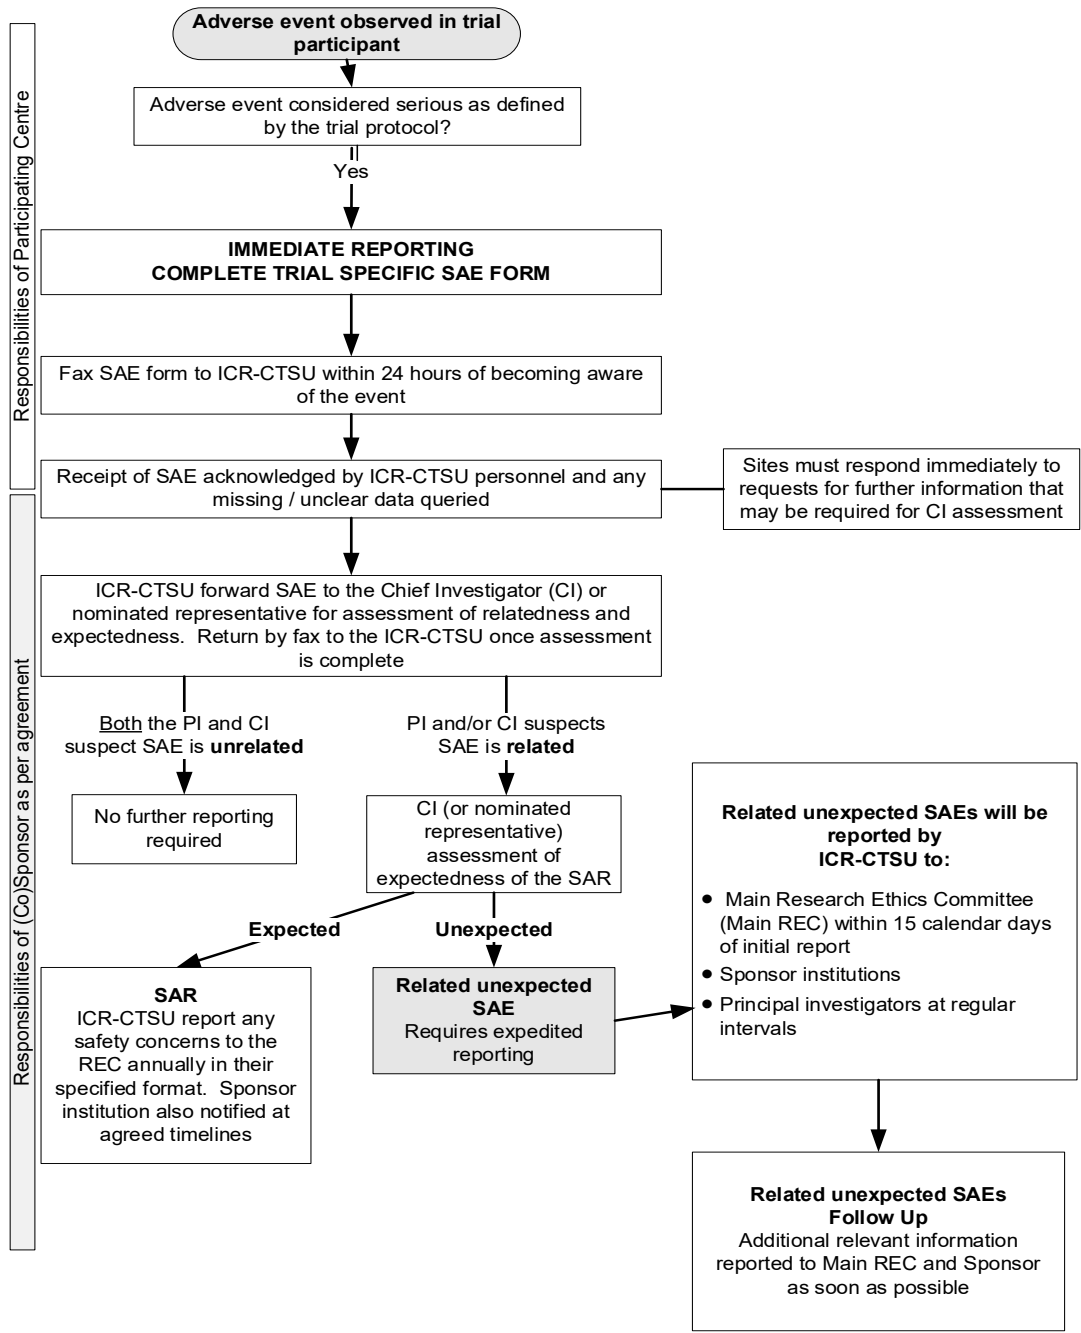 Adverse event observed in trial
participant
Adverse event considered serious as defined
by the trial protocol?
Yes
IMMEDIATE REPORTING
COMPLETE TRIAL SPECIFIC SAE FORM
Fax SAE form to ICR-CTSU within 24 hours of becoming aware
of the event
Responsibilities of Participating Centre
Receipt of SAE acknowledged by ICR-CTSU personnel and any
missing / unclear data queried
Sites must respond immediately to
requests for further information that
may be required for CI assessment
ICR-CTSU forward SAE to the Chief Investigator (CI) or
nominated representative for assessment of relatedness and
expectedness.  Return by fax to the ICR-CTSU once assessment
is complete
Both the PI and CI
suspect SAE is unrelated
PI and/or CI suspects
SAE is related
No further reporting
required
CI (or nominated
representative)
assessment of
expectedness of the SAR
Expected
Unexpected
SAR
ICR-CTSU report any
safety concerns to the
REC annually in their
specified format.  Sponsor
institution also notified at
agreed timelines
Related unexpected
SAE
Requires expedited
reporting
Responsibilities of (Co)Sponsor as per agreement
Related unexpected SAEs will be
reported by
ICR-CTSU to:
● Main Research Ethics Committee
(Main REC) within 15 calendar days
of initial report
● Sponsor institutions
● Principal investigators at regular
intervals
Related unexpected SAEs
Follow Up
Additional relevant information
reported to Main REC and Sponsor
as soon as possible